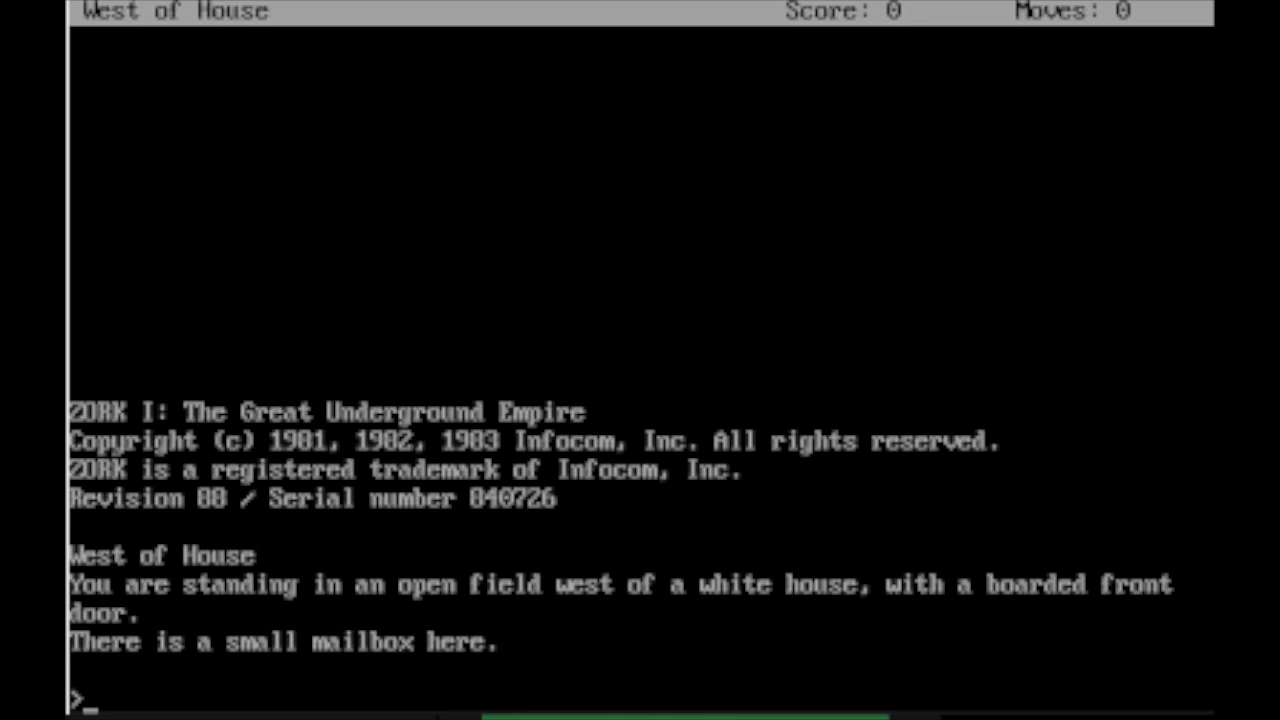 West of House Score: 0 Moves: 0
ZORK I: The Great Underground Empire
Copyright (c) 1981, 1982, 1983 Infocom, Inc. All rights reserved.
ZORK is a registered trademark of Infocom, Inc.
Revision 88 / Serial number 840726
West of House
You are standing in an open field west of a white house, with a boarded front
door.
There is a small mailbox here.
>_